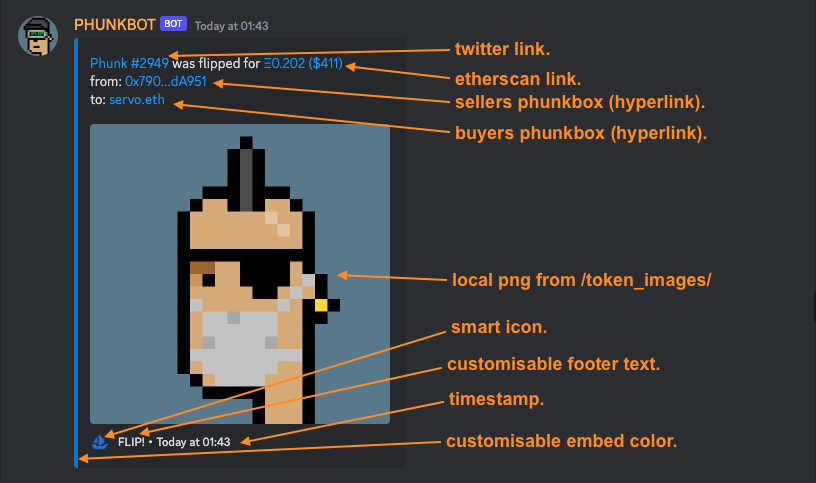 PHUNKBOT BOT Today at 01:43
Phunk #2949 was flipped for Ξ0.202 ($411)
from: 0x790...dA951
to: servo.eth
twitter link.
etherscan link.
sellers phunkbox (hyperlink).
buyers phunkbox (hyperlink).
local png from /token_images/
smart icon.
customisable footer text.
timestamp.
FLIP! • Today at 01:43
customisable embed color.